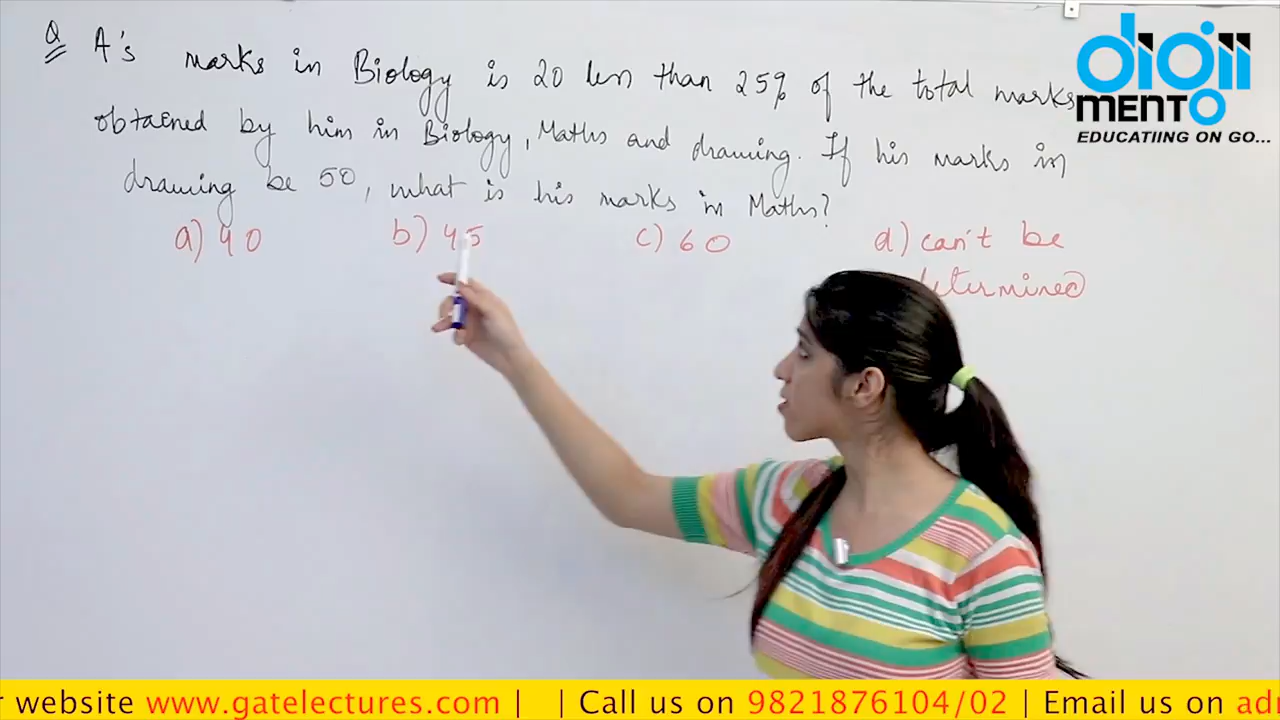 Q A's marks in Biology is 20 less than 25% of the total marks
obtained by him in Biology, Maths and drawing. If his marks in
drawing be 50, what is his marks in Maths?
a) 40 b) 45 c) 60 d) can't be
determined
digii
MENTO
EDUCATIING ON GO...
r website www.gatelectures.com | | Call us on 9821876104/02 | Email us on ad